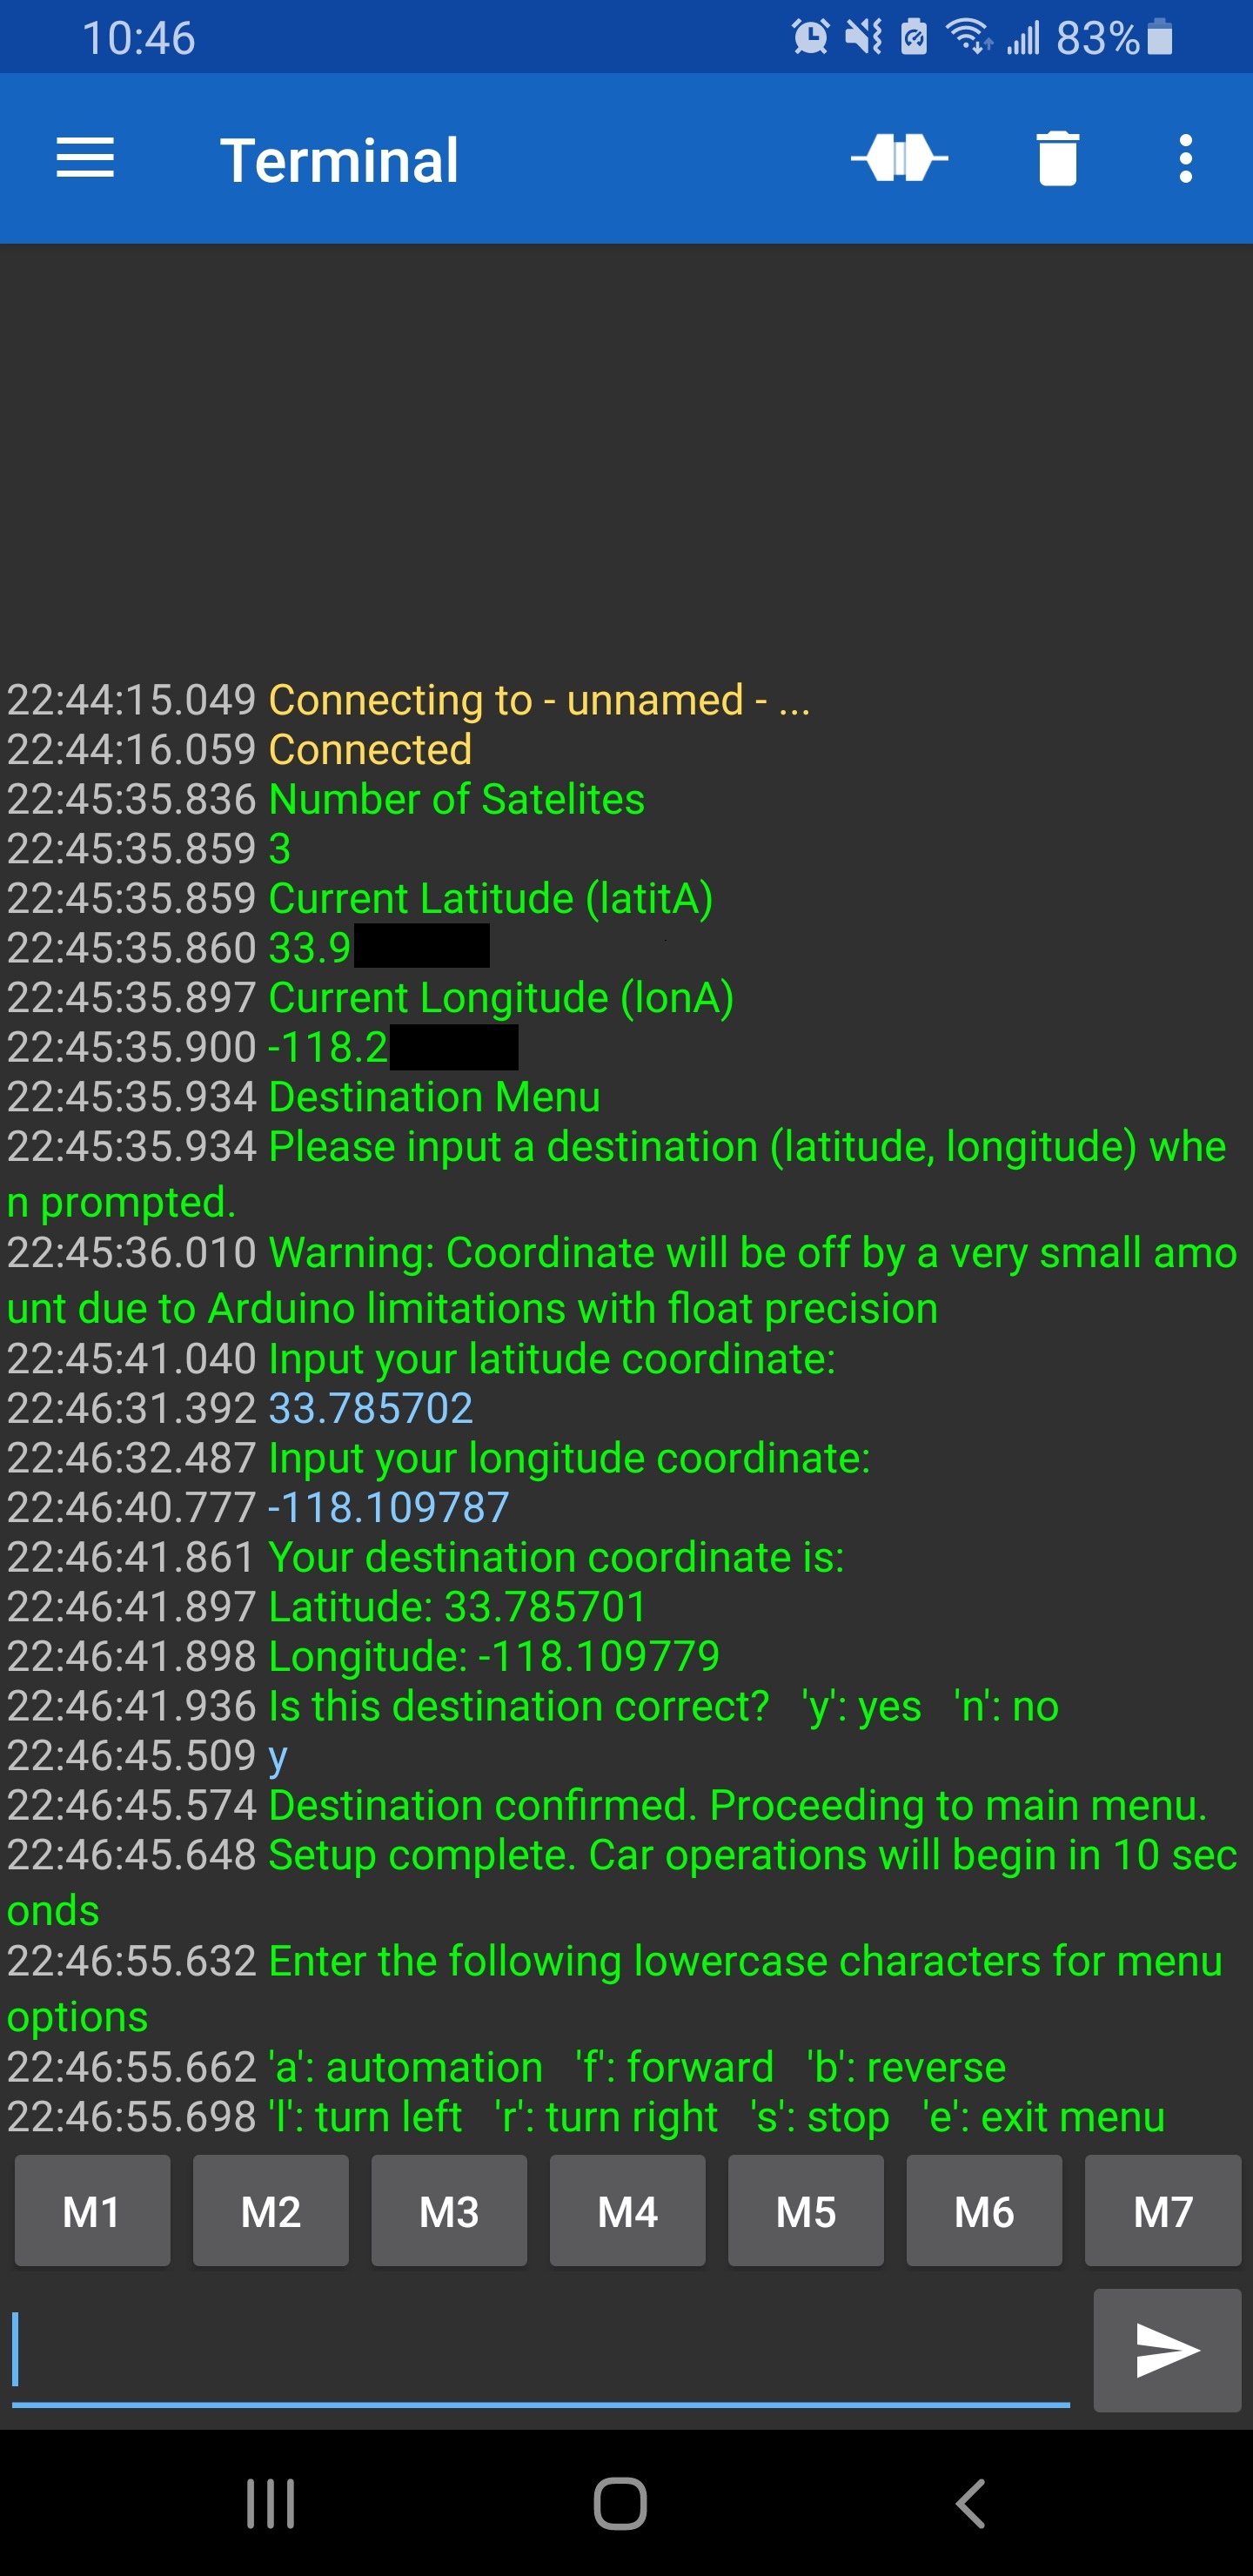 10:46
83%
Terminal
22:44:15.049 Connecting to - unnamed - ...
22:44:16.059 Connected
22:45:35.836 Number of Satelites
22:45:35.859 3
22:45:35.859 Current Latitude (latitA)
22:45:35.860 33.9
22:45:35.897 Current Longitude (lonA)
22:45:35.900 -118.2
22:45:35.934 Destination Menu
22:45:35.934 Please input a destination (latitude, longitude) whe
n prompted.
22:45:36.010 Warning: Coordinate will be off by a very small amo
unt due to Arduino limitations with float precision
22:45:41.040 Input your latitude coordinate:
22:46:31.392 33.785702
22:46:32.487 Input your longitude coordinate:
22:46:40.777 -118.109787
22:46:41.861 Your destination coordinate is:
22:46:41.897 Latitude: 33.785701
22:46:41.898 Longitude: -118.109779
22:46:41.936 Is this destination correct?   'y': yes   'n': no
22:46:45.509 y
22:46:45.574 Destination confirmed. Proceeding to main menu.
22:46:45.648 Setup complete. Car operations will begin in 10 sec
onds
22:46:55.632 Enter the following lowercase characters for menu
options
22:46:55.662 'a': automation   'f': forward   'b': reverse
22:46:55.698 'l': turn left   'r': turn right   's': stop   'e': exit menu
M1 M2 M3 M4 M5 M6 M7